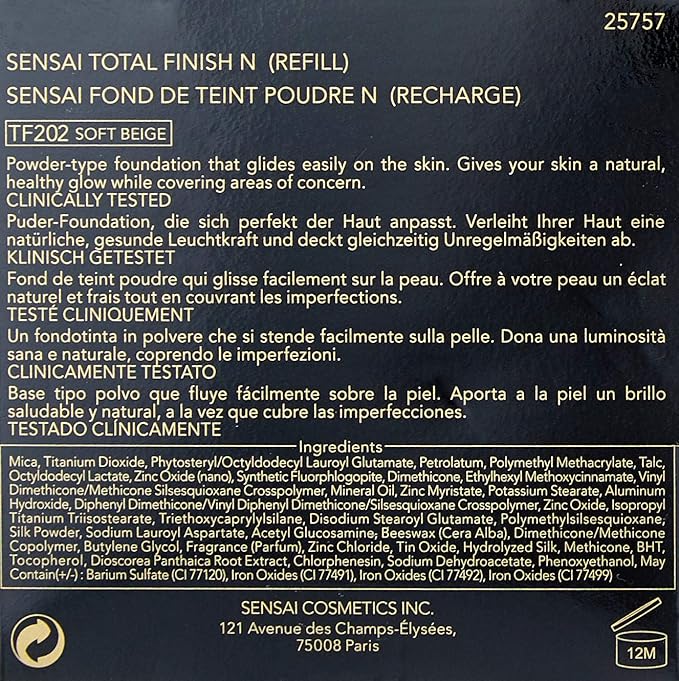 25757
SENSAI TOTAL FINISH N (REFILL)
SENSAI FOND DE TEINT POUDRE N (RECHARGE)
TF202 SOFT BEIGE
Powder-type foundation that glides easily on the skin. Gives your skin a natural,
healthy glow while covering areas of concern.
CLINICALLY TESTED
Puder-Foundation, die sich perfekt der Haut anpasst. Verleiht Ihrer Haut eine
natürliche, gesunde Leuchtkraft und deckt gleichzeitig Unregelmäßigkeiten ab.
KLINISCH GETESTET
Fond de teint poudre qui glisse facilement sur la peau. Offre à votre peau un éclat
naturel et frais tout en couvrant les imperfections.
TESTÉ CLINIQUEMENT
Un fondotinta in polvere che si stende facilmente sulla pelle. Dona una luminosità
sana e naturale, coprendo le imperfezioni.
CLINICAMENTE TESTATO
Base tipo polvo que fluye fácilmente sobre la piel. Aporta a la piel un brillo
saludable y natural, a la vez que cubre las imperfecciones.
TESTADO CLÍNICAMENTE
Ingredients
Mica, Titanium Dioxide, Phytosteryl/Octyldodecyl Lauroyl Glutamate, Petrolatum, Polymethyl Methacrylate, Talc,
Octyldodecyl Lactate, Zinc Oxide (nano), Synthetic Fluorphlogopite, Dimethicone, Ethylhexyl Methoxycinnamate, Vinyl
Dimethicone/Methicone Silsesquioxane Crosspolymer, Mineral Oil, Zinc Myristate, Potassium Stearate, Aluminum
Hydroxide, Diphenyl Dimethicone/Vinyl Diphenyl Dimethicone/Silsesquioxane Crosspolymer, Zinc Oxide, Isopropyl
Titanium Triisostearate, Triethoxycaprylylsilane, Disodium Stearoyl Glutamate, Polymethylsilsesquioxane,
Silk Powder, Sodium Lauroyl Aspartate, Acetyl Glucosamine, Beeswax (Cera Alba), Dimethicone/Methicone
Copolymer, Butylene Glycol, Fragrance (Parfum), Zinc Chloride, Tin Oxide, Hydrolyzed Silk, Methicone, BHT,
Tocopherol, Dioscorea Panthaica Root Extract, Chlorphenesin, Sodium Dehydroacetate, Phenoxyethanol, May
Contain(+/-) : Barium Sulfate (CI 77120), Iron Oxides (CI 77491), Iron Oxides (CI 77492), Iron Oxides (CI 77499)
SENSAI COSMETICS INC.
121 Avenue des Champs-Élysées,
75008 Paris
12M